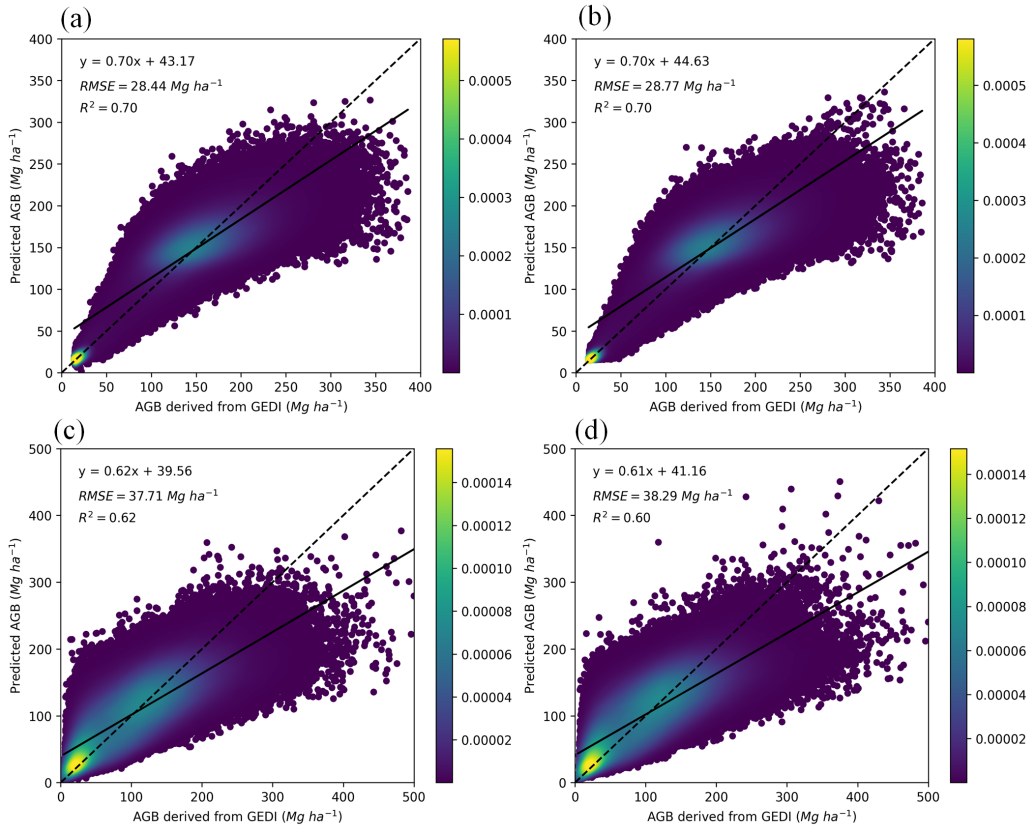 (a)
y = 0.70x + 43.17
RMSE = 28.44 Mg ha⁻¹
R² = 0.70
Predicted AGB (Mg ha⁻¹)
400
350
300
250
200
150
100
50
0
0 50 100 150 200 250 300 350 400
AGB derived from GEDI (Mg ha⁻¹)
0.0005
0.0004
0.0003
0.0002
0.0001
(b)
y = 0.70x + 44.63
RMSE = 28.77 Mg ha⁻¹
R² = 0.70
Predicted AGB (Mg ha⁻¹)
400
350
300
250
200
150
100
50
0
0 50 100 150 200 250 300 350 400
AGB derived from GEDI (Mg ha⁻¹)
0.0005
0.0004
0.0003
0.0002
0.0001
(c)
y = 0.62x + 39.56
RMSE = 37.71 Mg ha⁻¹
R² = 0.62
Predicted AGB (Mg ha⁻¹)
500
400
300
200
100
0
0 100 200 300 400 500
AGB derived from GEDI (Mg ha⁻¹)
0.00014
0.00012
0.00010
0.00008
0.00006
0.00004
0.00002
(d)
y = 0.61x + 41.16
RMSE = 38.29 Mg ha⁻¹
R² = 0.60
Predicted AGB (Mg ha⁻¹)
500
400
300
200
100
0
0 100 200 300 400 500
AGB derived from GEDI (Mg ha⁻¹)
0.00014
0.00012
0.00010
0.00008
0.00006
0.00004
0.00002